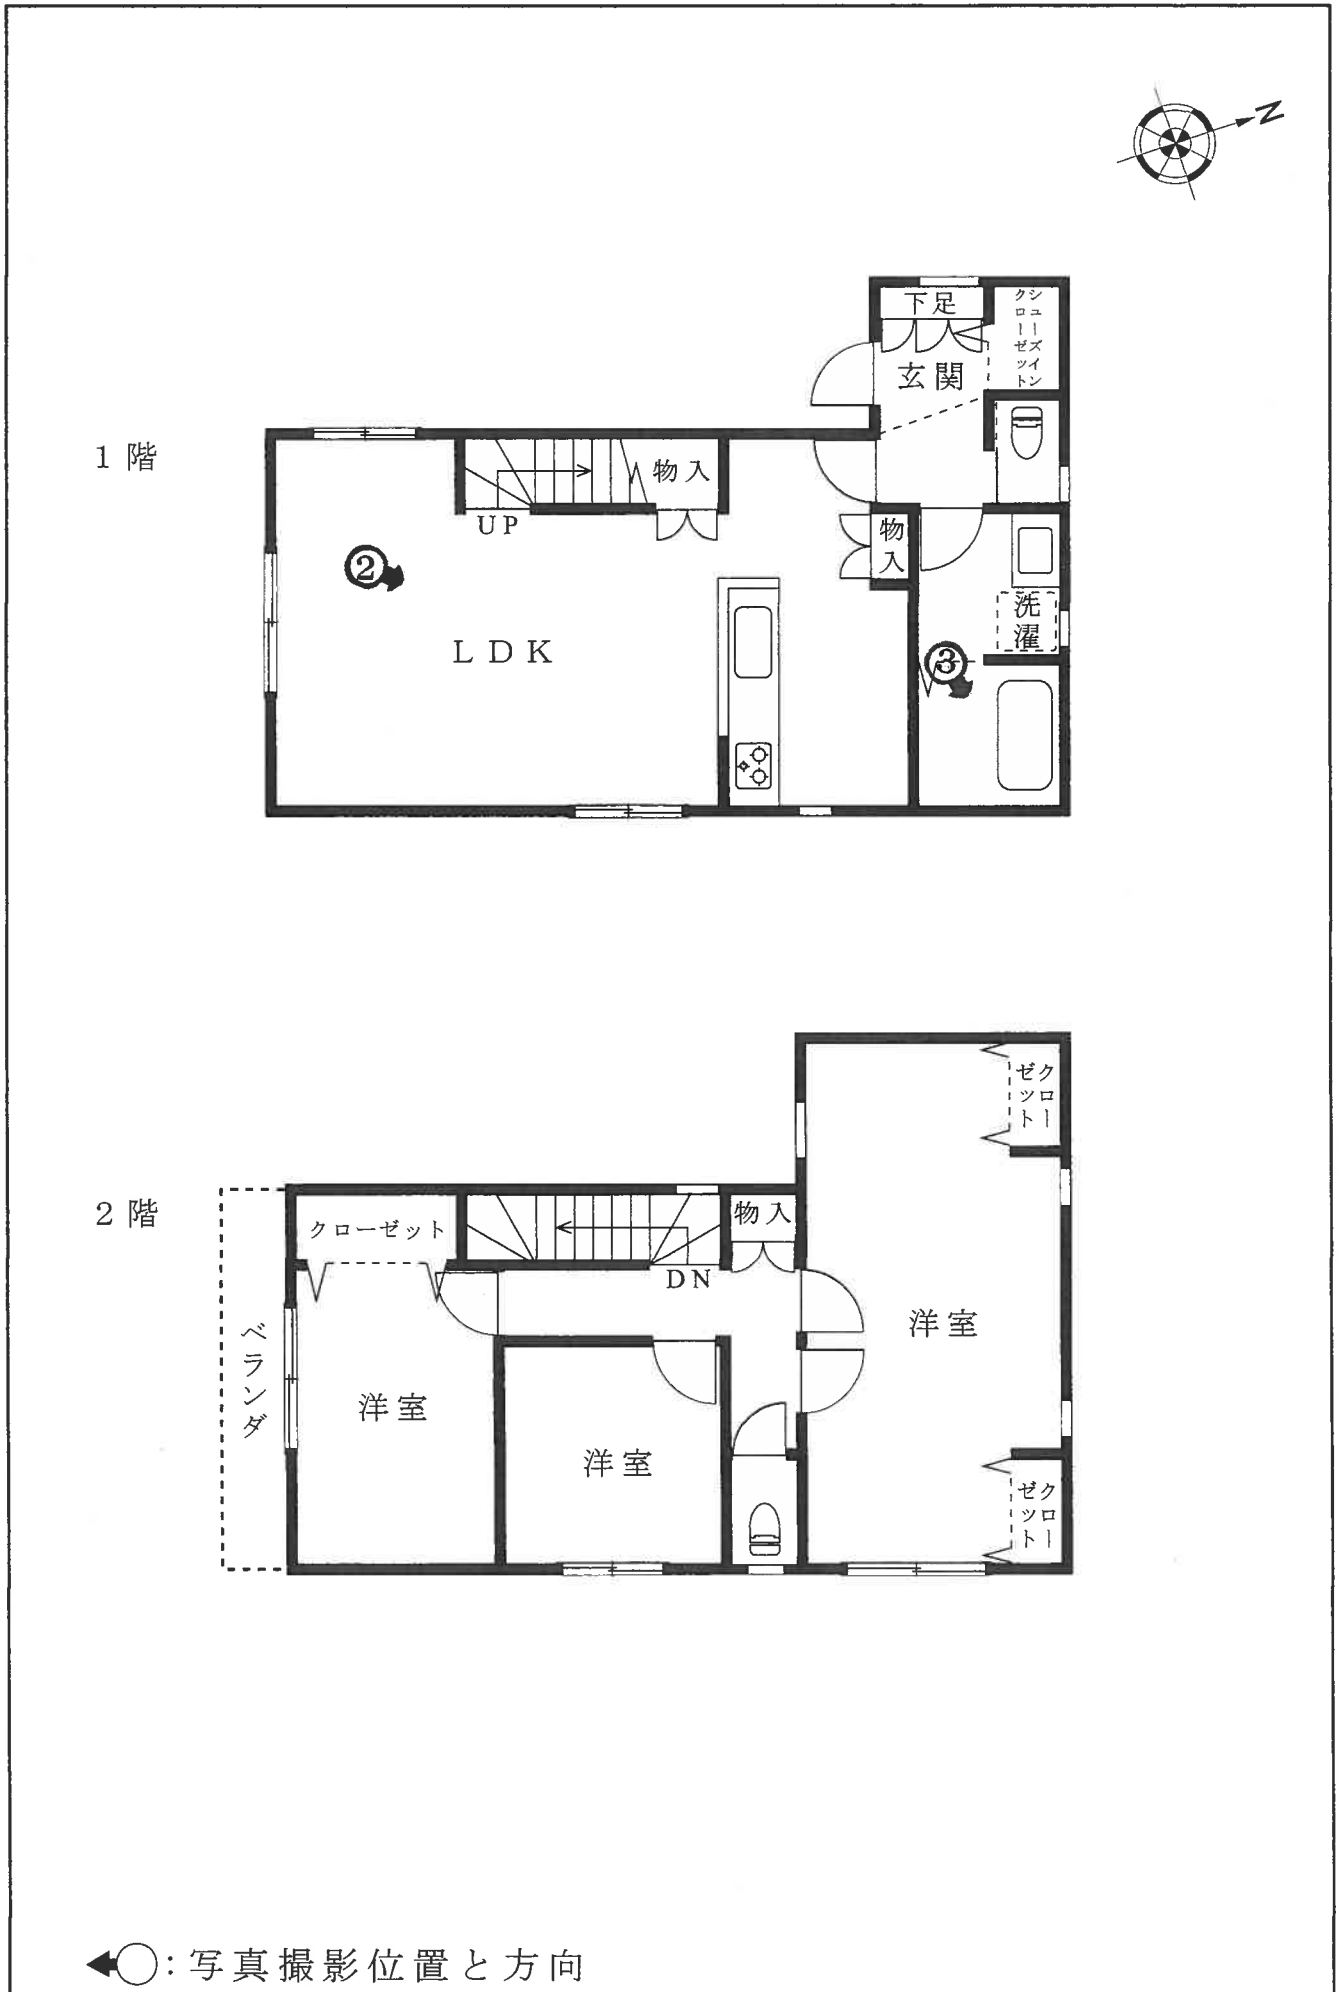 N
下足
シューズイン
クローゼット
玄関
1階
物入
UP
物入
②
洗濯
LDK
③
クローゼット
2階
物入
クローゼット
DN
洋室
ベランダ
洋室
洋室
クローゼット
:写真撮影位置と方向